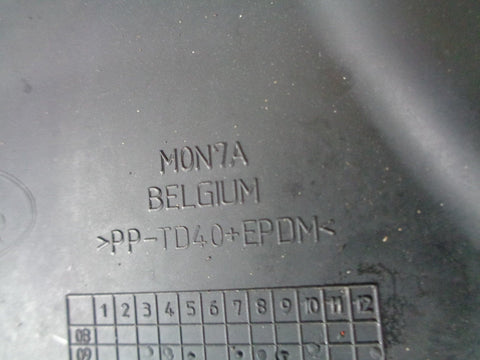 MON7A
BELGIUM
>PP-TD40+EPDM<
1 2 3 4 5 6 7 8 9 10 11 12
08
09